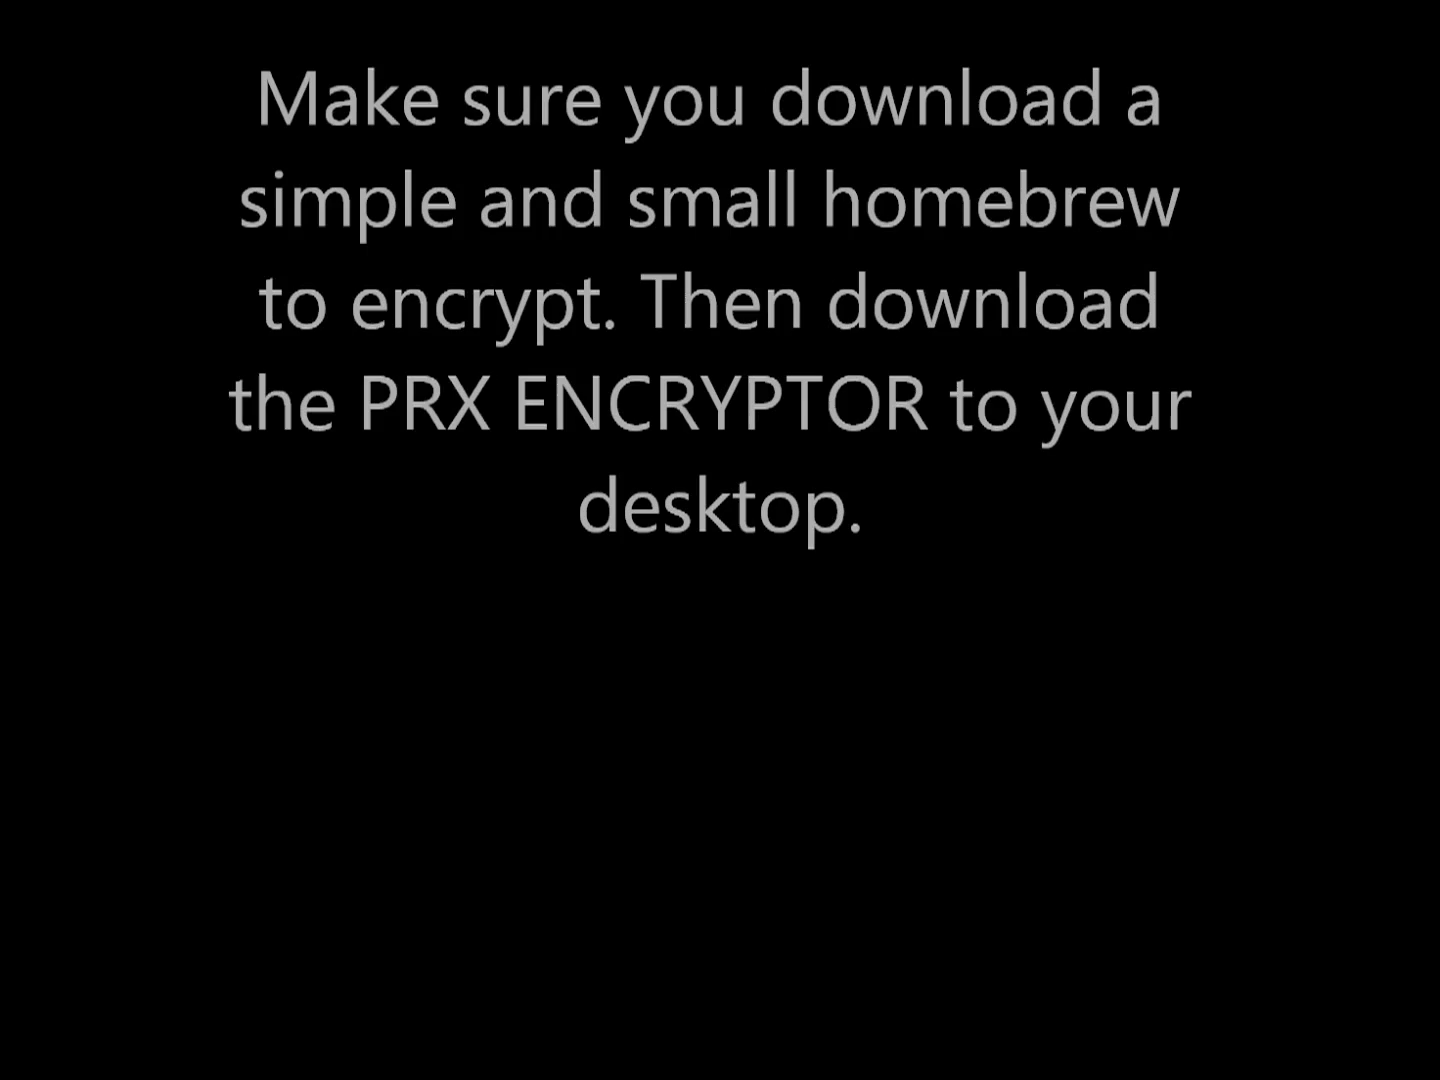 Make sure you download a
simple and small homebrew
to encrypt. Then download
the PRX ENCRYPTOR to your
desktop.